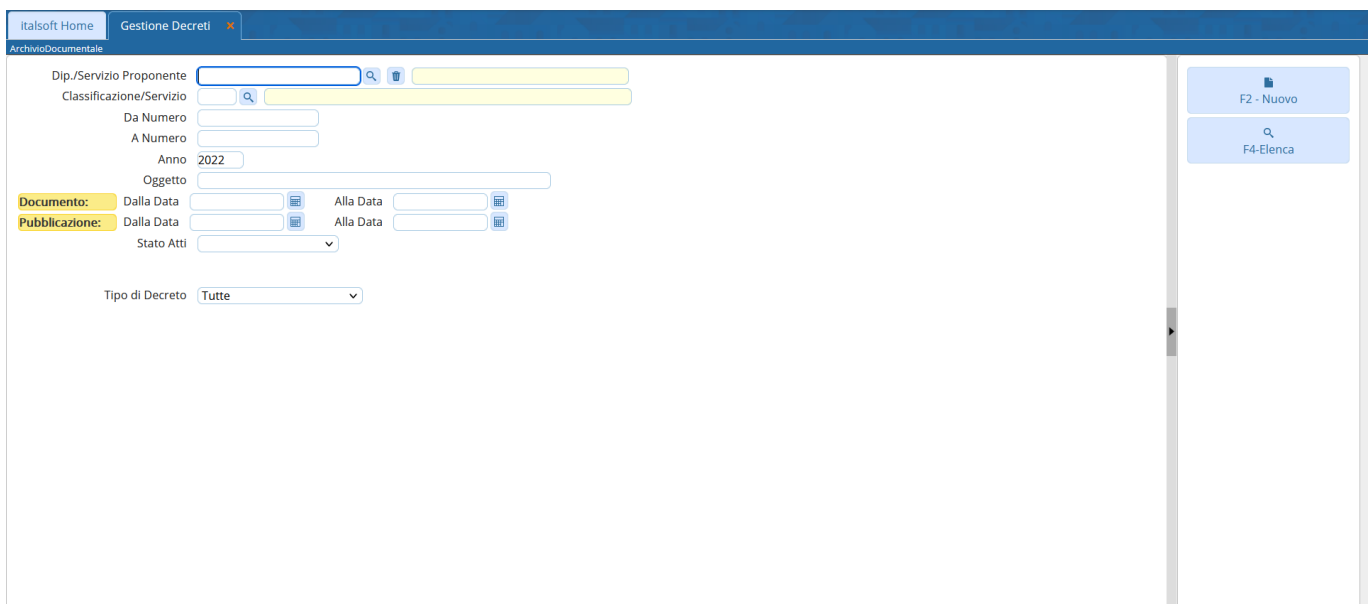 italsoft Home Gestione Decreti
ArchivioDocumentale
Dip./Servizio Proponente
Classificazione/Servizio
Da Numero
A Numero
Anno 2022
Oggetto
Documento: Dalla Data Alla Data
Pubblicazione: Dalla Data Alla Data
Stato Atti
Tipo di Decreto Tutte
F2 - Nuovo
F4-Elenca